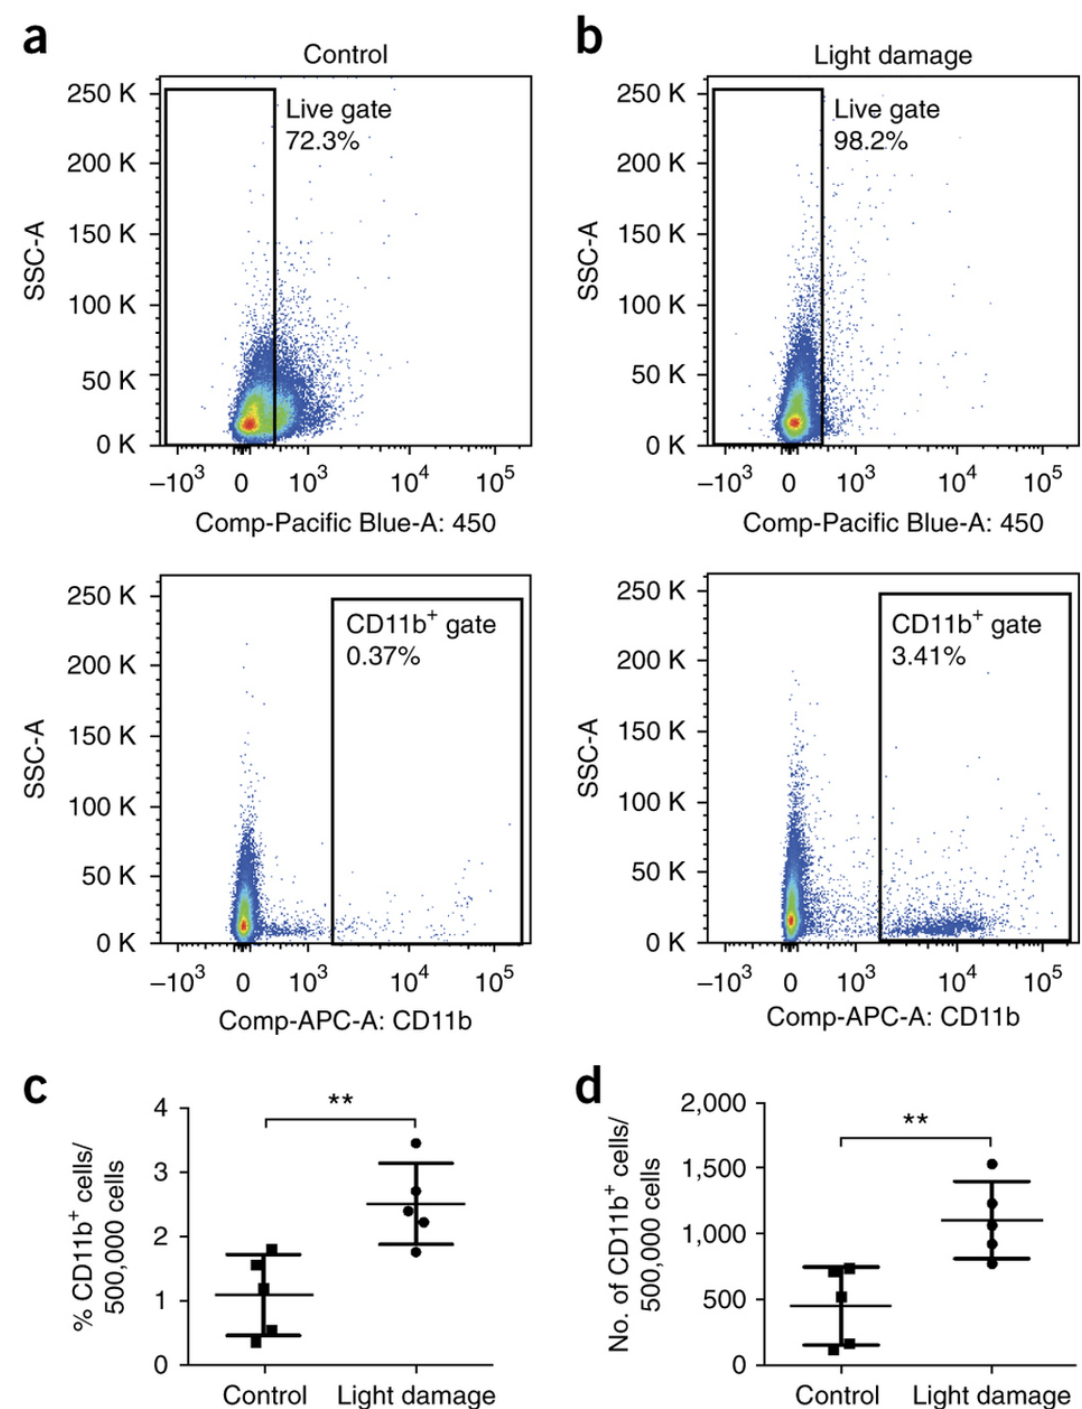 a
Control
Live gate
72.3%
250 K
200 K
150 K
100 K
50 K
0 K
SSC-A
–10³ 0 10³ 10⁴ 10⁵
Comp-Pacific Blue-A: 450
b
Light damage
Live gate
98.2%
250 K
200 K
150 K
100 K
50 K
0 K
SSC-A
–10³ 0 10³ 10⁴ 10⁵
Comp-Pacific Blue-A: 450
CD11b⁺ gate
0.37%
250 K
200 K
150 K
100 K
50 K
0 K
SSC-A
–10³ 0 10³ 10⁴ 10⁵
Comp-APC-A: CD11b
CD11b⁺ gate
3.41%
250 K
200 K
150 K
100 K
50 K
0 K
SSC-A
–10³ 0 10³ 10⁴ 10⁵
Comp-APC-A: CD11b
c
**
4
3
2
1
0
% CD11b⁺ cells/
500,000 cells
Control Light damage
d
**
2,000
1,500
1,000
500
0
No. of CD11b⁺ cells/
500,000 cells
Control Light damage